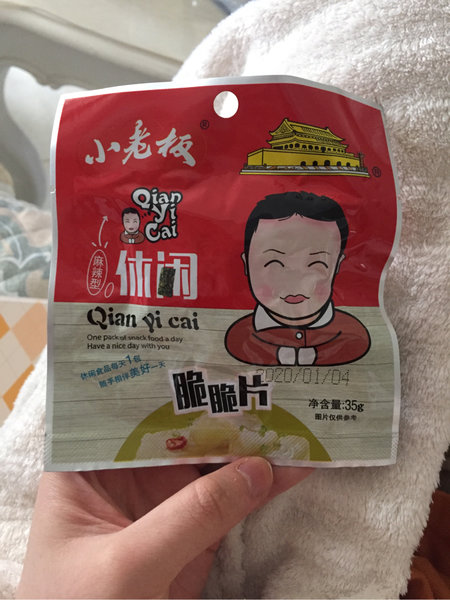 小老板®
®
Qian
Yi
Cai
麻辣型
休闲
Qian yi cai
One pack of snack food a day
Have a nice day with you
休闲食品每天1包
携手相伴美好一天
2020/01/04
脆脆片
净含量:35g
图片仅供参考